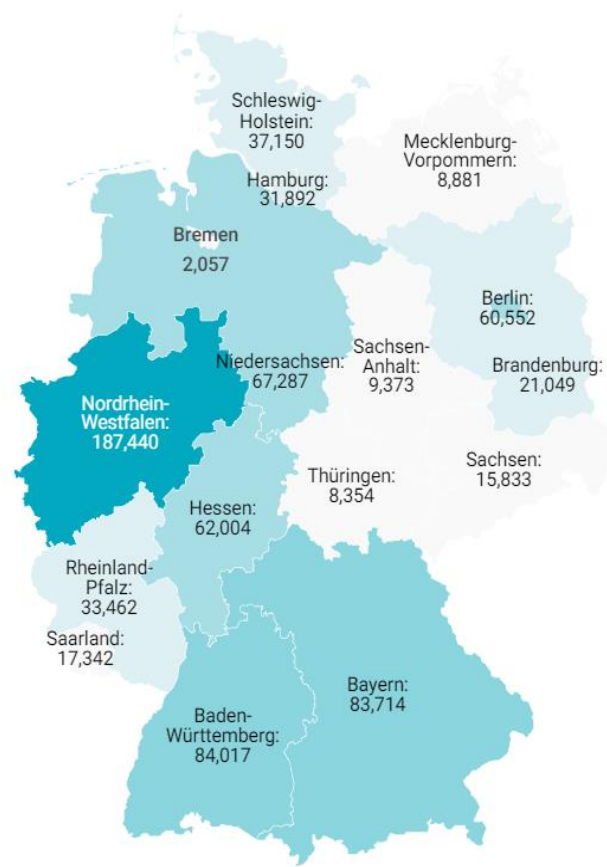 Schleswig-
Holstein:
37,150
Mecklenburg-
Vorpommern:
8,881
Hamburg:
31,892
Bremen
2,057
Berlin:
60,552
Niedersachsen:
67,287
Sachsen-
Anhalt:
9,373
Brandenburg:
21,049
Nordrhein-
Westfalen:
187,440
Hessen:
62,004
Thüringen:
8,354
Sachsen:
15,833
Rheinland-
Pfalz:
33,462
Saarland:
17,342
Baden-
Württemberg:
84,017
Bayern:
83,714